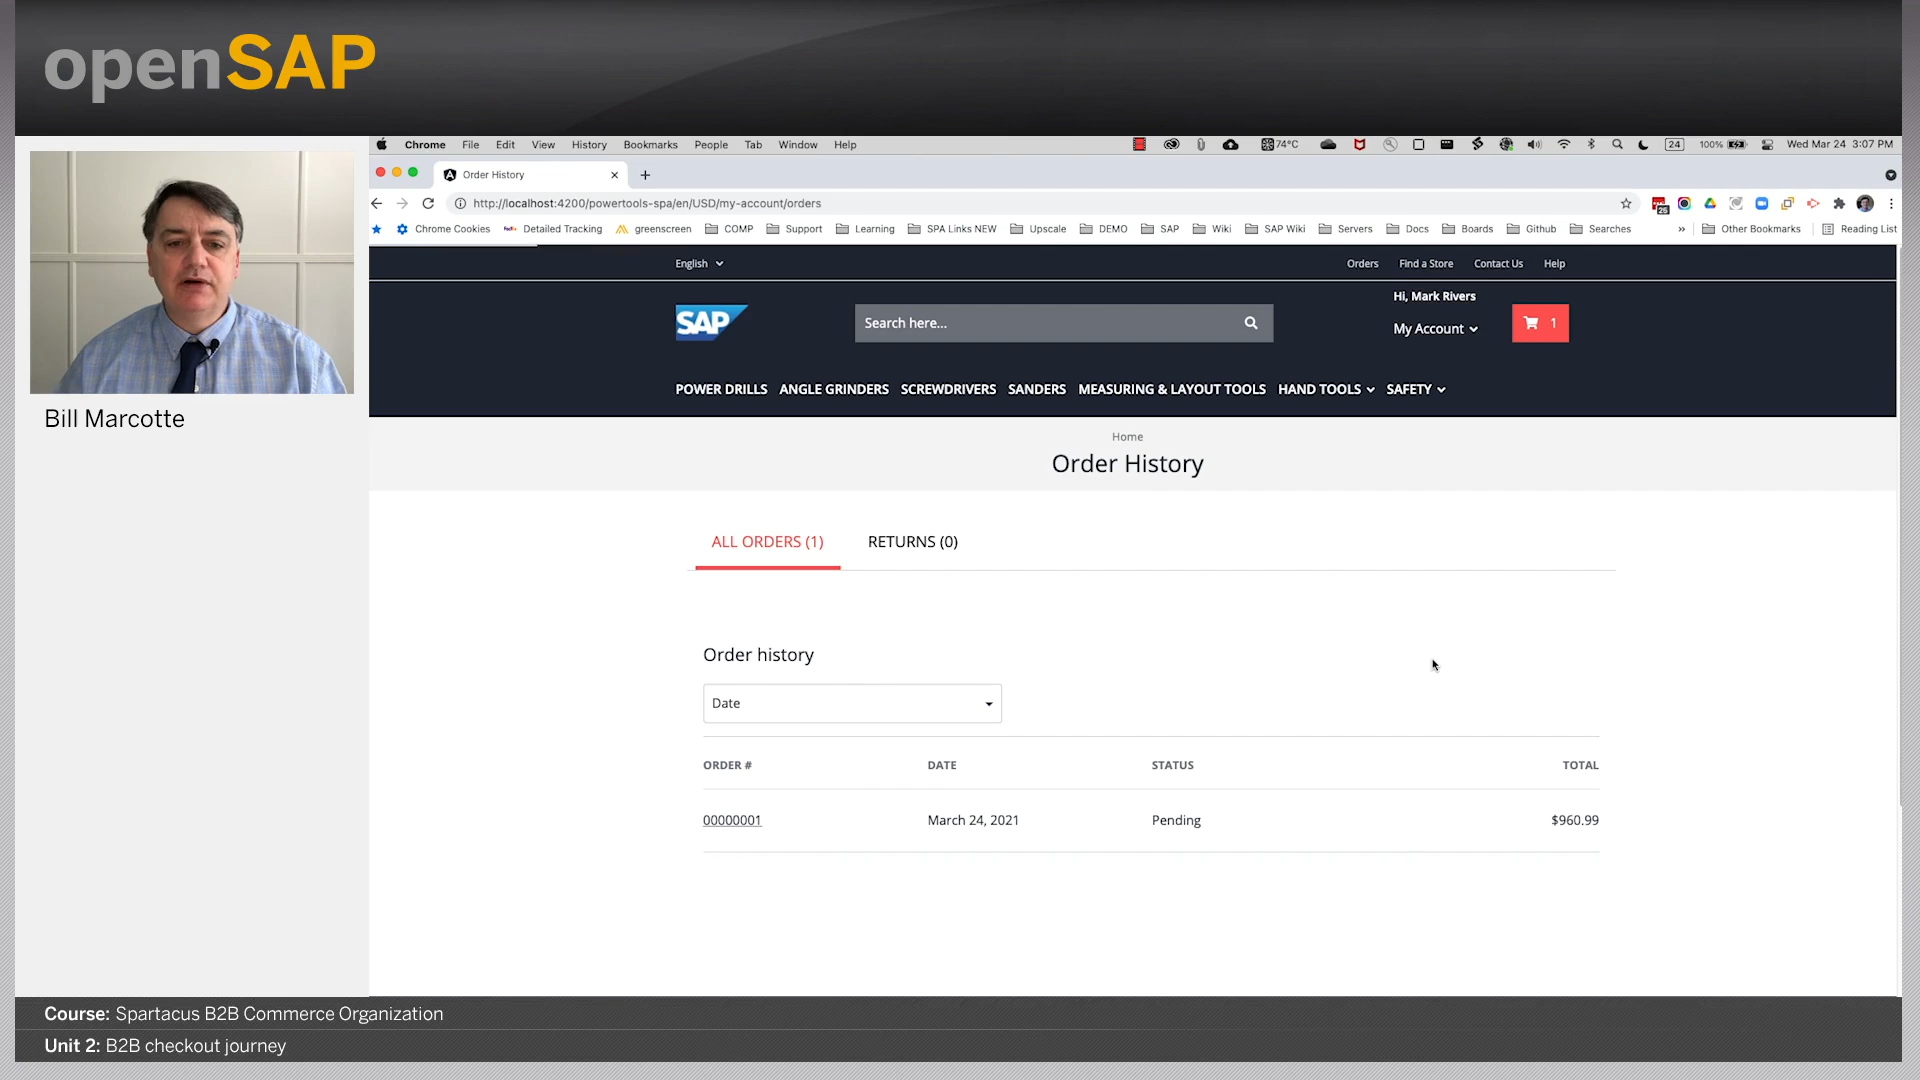 openSAP
Chrome File Edit View History Bookmarks People Tab Window Help 74°C 24 100% Wed Mar 24 3:07 PM
Order History
http://localhost:4200/powertools-spa/en/USD/my-account/orders
Chrome Cookies Detailed Tracking greenscreen COMP Support Learning SPA Links NEW Upscale DEMO SAP Wiki SAP Wiki Servers Docs Boards Github Searches » Other Bookmarks Reading List
English Orders Find a Store Contact Us Help
Hi, Mark Rivers
SAP Search here... My Account 1
POWER DRILLS ANGLE GRINDERS SCREWDRIVERS SANDERS MEASURING & LAYOUT TOOLS HAND TOOLS SAFETY
Bill Marcotte
Home
Order History
ALL ORDERS (1) RETURNS (0)
Order history
Date
ORDER # DATE STATUS TOTAL
00000001 March 24, 2021 Pending $960.99
Course: Spartacus B2B Commerce Organization
Unit 2: B2B checkout journey